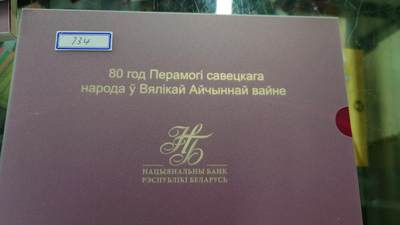 734
80 год Перамогі савецкага
народа ў Вялікай Айчыннай вайне
НБ
НАЦЫЯНАЛЬНЫ БАНК
РЭСПУБЛІКІ БЕЛАРУСЬ